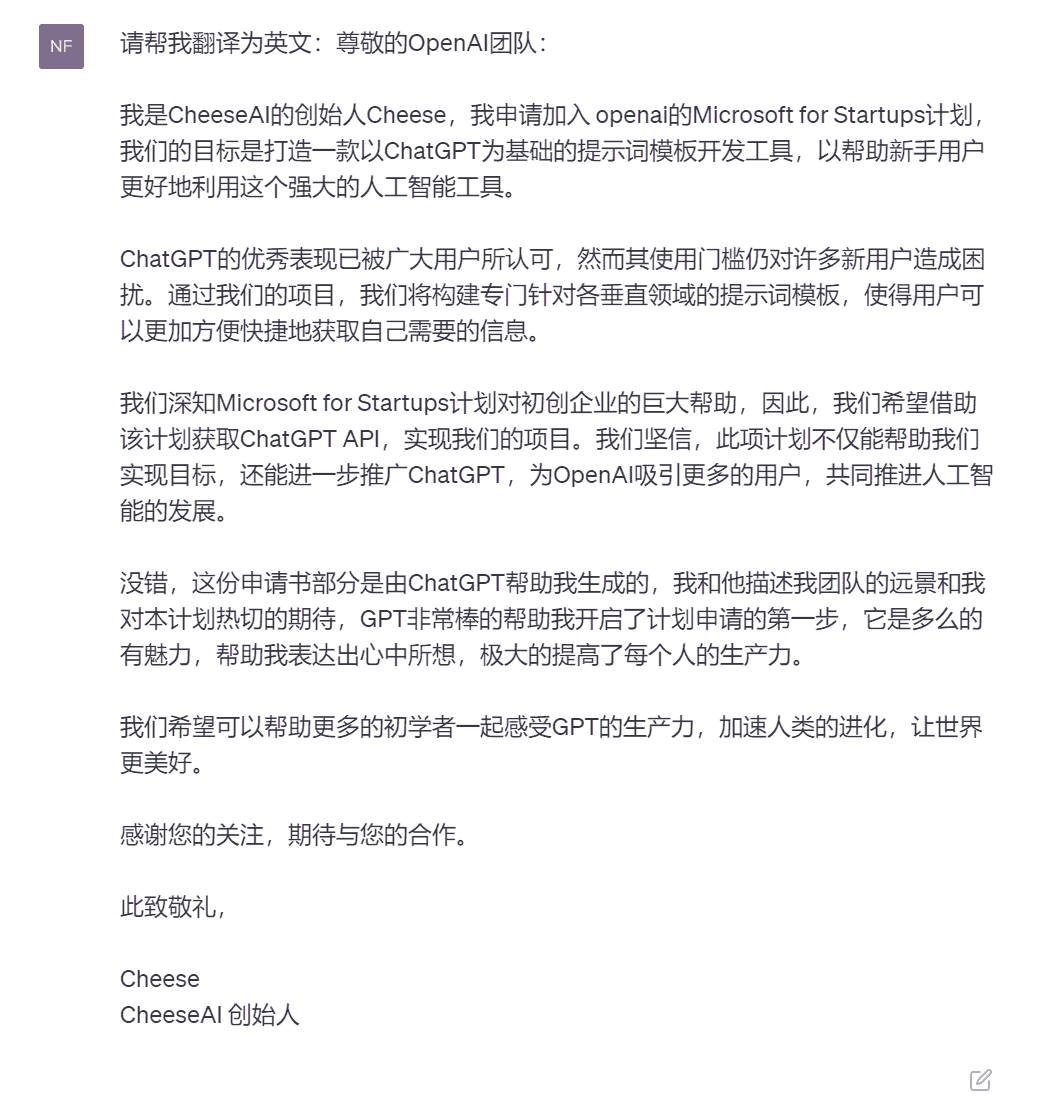 NF
请帮我翻译为英文：尊敬的OpenAI团队：
我是CheeseAI的创始人Cheese，我申请加入 openai的Microsoft for Startups计划，
我们的目标是打造一款以ChatGPT为基础的提示词模板开发工具，以帮助新手用户
更好地利用这个强大的人工智能工具。
ChatGPT的优秀表现已被广大用户所认可，然而其使用门槛仍对许多新用户造成困
扰。通过我们的项目，我们将构建专门针对各垂直领域的提示词模板，使得用户可
以更加方便快捷地获取自己需要的信息。
我们深知Microsoft for Startups计划对初创企业的巨大帮助，因此，我们希望借助
该计划获取ChatGPT API，实现我们的项目。我们坚信，此项计划不仅能帮助我们
实现目标，还能进一步推广ChatGPT，为OpenAI吸引更多的用户，共同推进人工智
能的发展。
没错，这份申请书部分是由ChatGPT帮助我生成的，我和他描述我团队的远景和我
对本计划热切的期待，GPT非常棒的帮助我开启了计划申请的第一步，它是多么的
有魅力，帮助我表达出心中所想，极大的提高了每个人的生产力。
我们希望可以帮助更多的初学者一起感受GPT的生产力，加速人类的进化，让世界
更美好。
感谢您的关注，期待与您的合作。
此致敬礼，
Cheese
CheeseAI 创始人